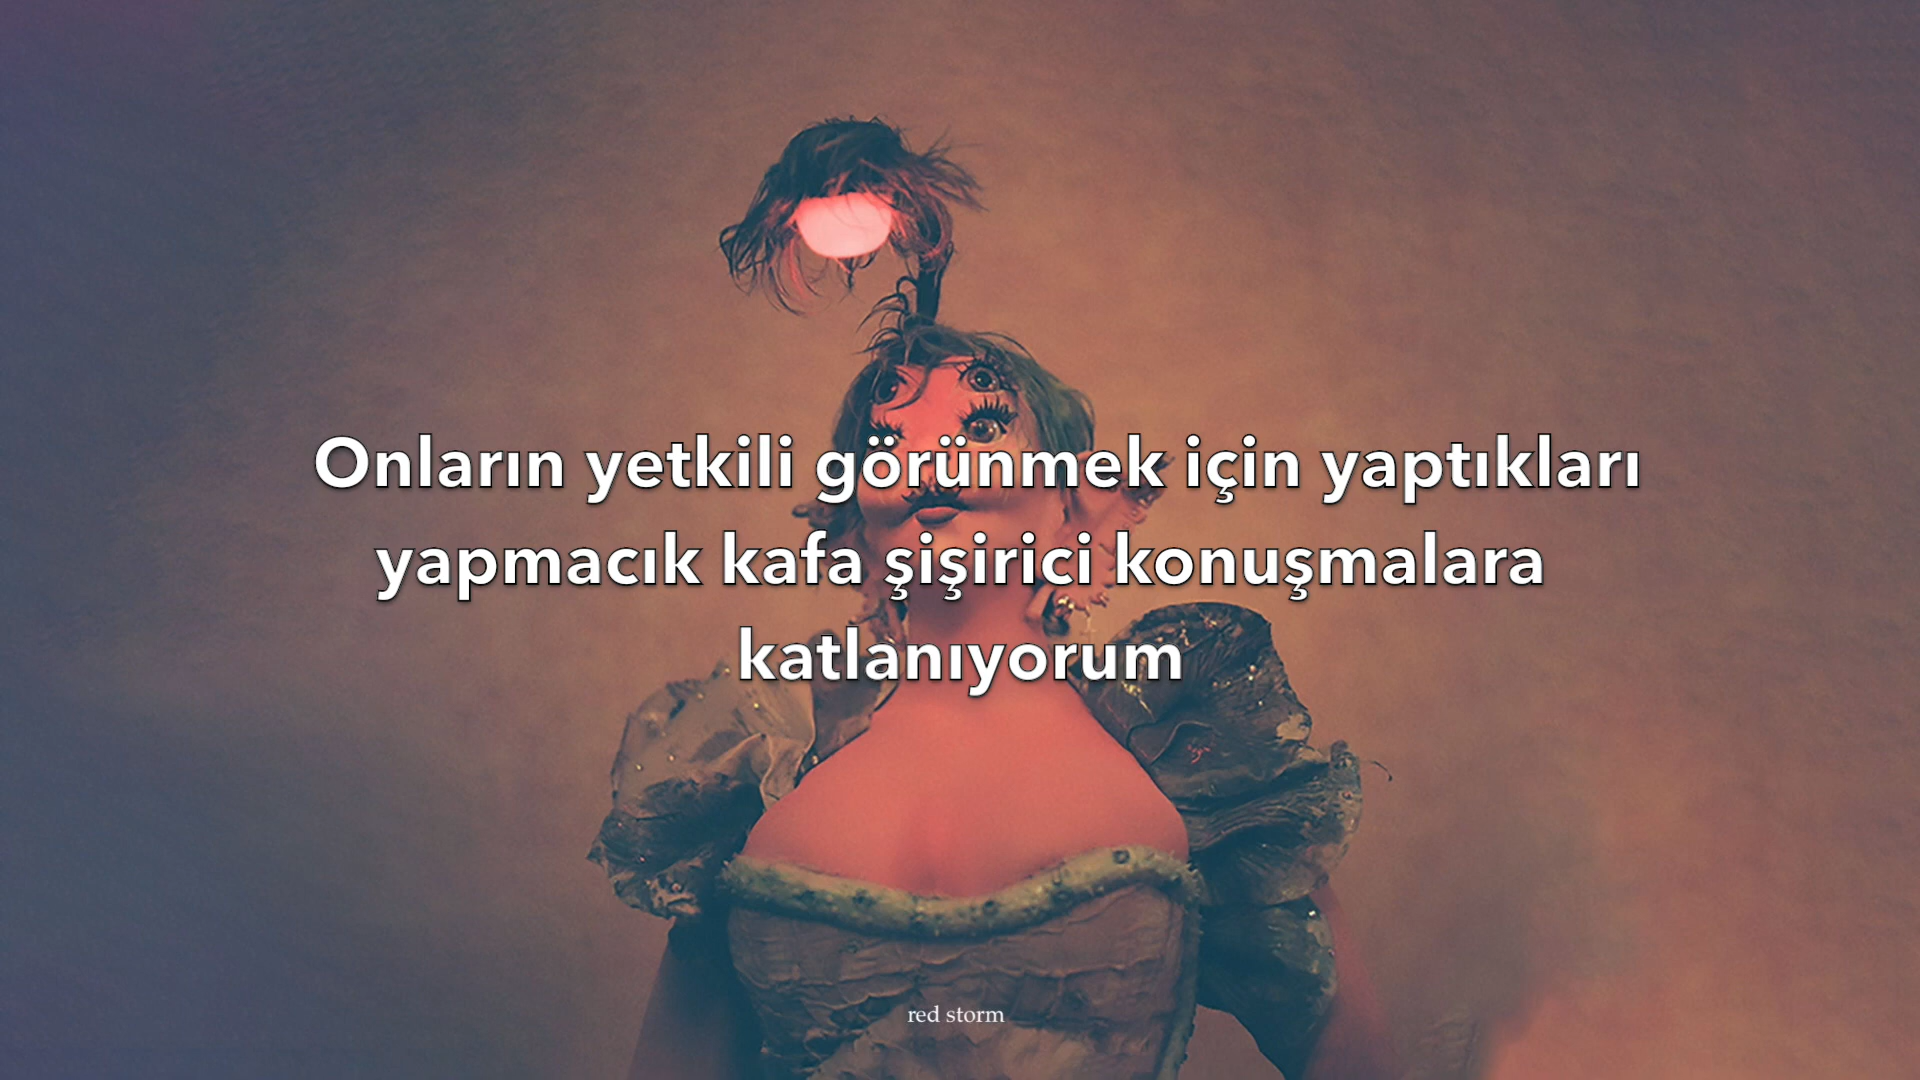 Onların yetkili görünmek için yaptıkları
yapmacık kafa şişirici konuşmalara
katlanıyorum
red storm